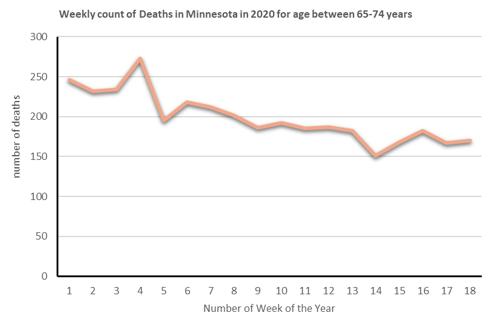 Weekly count of Deaths in Minnesota in 2020 for age between 65-74 years
300
250
200
150
100
50
0
number of deaths
1 2 3 4 5 6 7 8 9 10 11 12 13 14 15 16 17 18
Number of Week of the Year